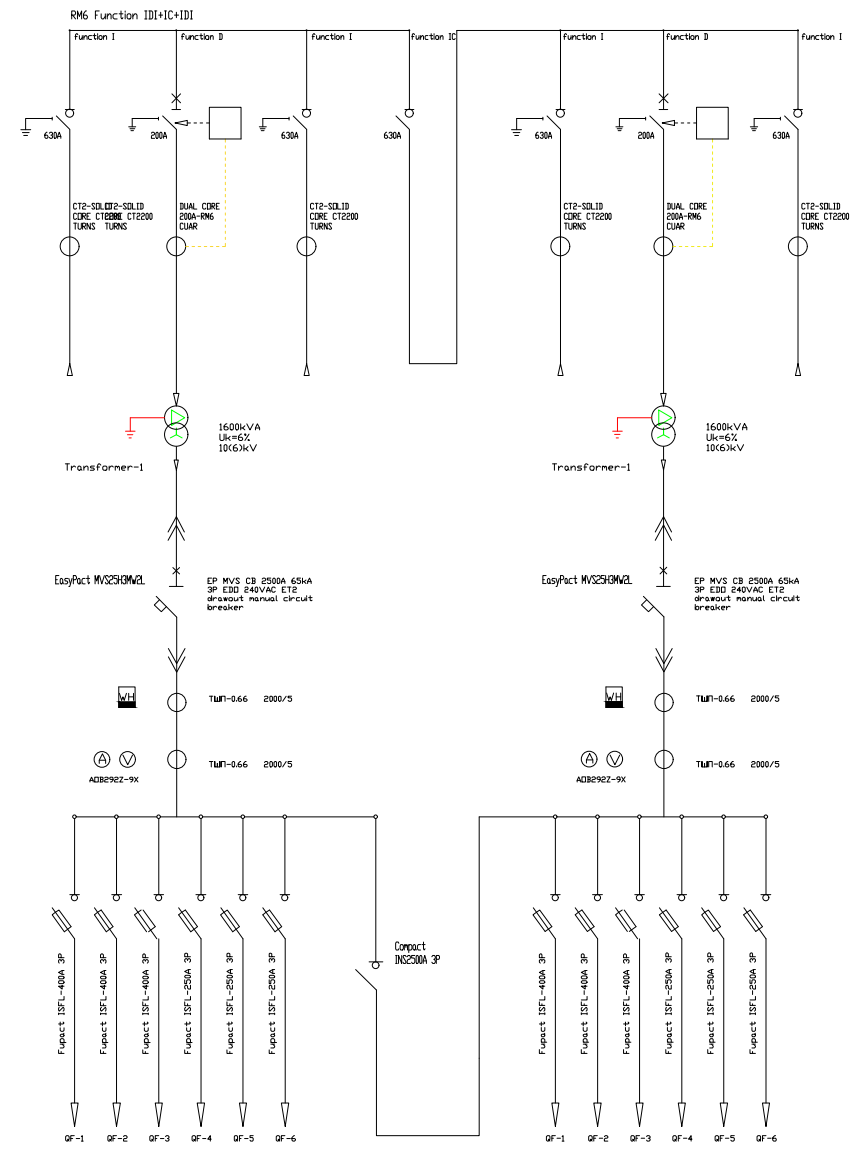 RM6 Function IDI+IC+IDI
function I
function D
function I
function IC
function I
function D
function I
630A
200A
630A
630A
630A
200A
630A
CT2-SOLID
CORE CT2200
TURNS
CT2-SOLID
CORE CT2200
TURNS
DUAL CORE
200A-RM6
CUAR
CT2-SOLID
CORE CT2200
TURNS
CT2-SOLID
CORE CT2200
TURNS
DUAL CORE
200A-RM6
CUAR
CT2-SOLID
CORE CT2200
TURNS
1600kVA
Uk=6%
10(6)kV
Transformer-1
1600kVA
Uk=6%
10(6)kV
Transformer-1
EasyPact MVS25H3MW2L
EP MVS CB 2500A 65kA
3P EDO 240VAC ET2
drawout manual circuit
breaker
EasyPact MVS25H3MW2L
EP MVS CB 2500A 65kA
3P EDO 240VAC ET2
drawout manual circuit
breaker
WH
ТШП-0.66 2000/5
WH
ТШП-0.66 2000/5
A V
ТШП-0.66 2000/5
A V
ТШП-0.66 2000/5
AOB292Z-9X
AOB292Z-9X
Fupact ISFL-400A 3P
Fupact ISFL-400A 3P
Fupact ISFL-400A 3P
Fupact ISFL-250A 3P
Fupact ISFL-250A 3P
Fupact ISFL-250A 3P
Compact
INS2500A 3P
Fupact ISFL-400A 3P
Fupact ISFL-400A 3P
Fupact ISFL-400A 3P
Fupact ISFL-250A 3P
Fupact ISFL-250A 3P
Fupact ISFL-250A 3P
QF-1
QF-2
QF-3
QF-4
QF-5
QF-6
QF-1
QF-2
QF-3
QF-4
QF-5
QF-6